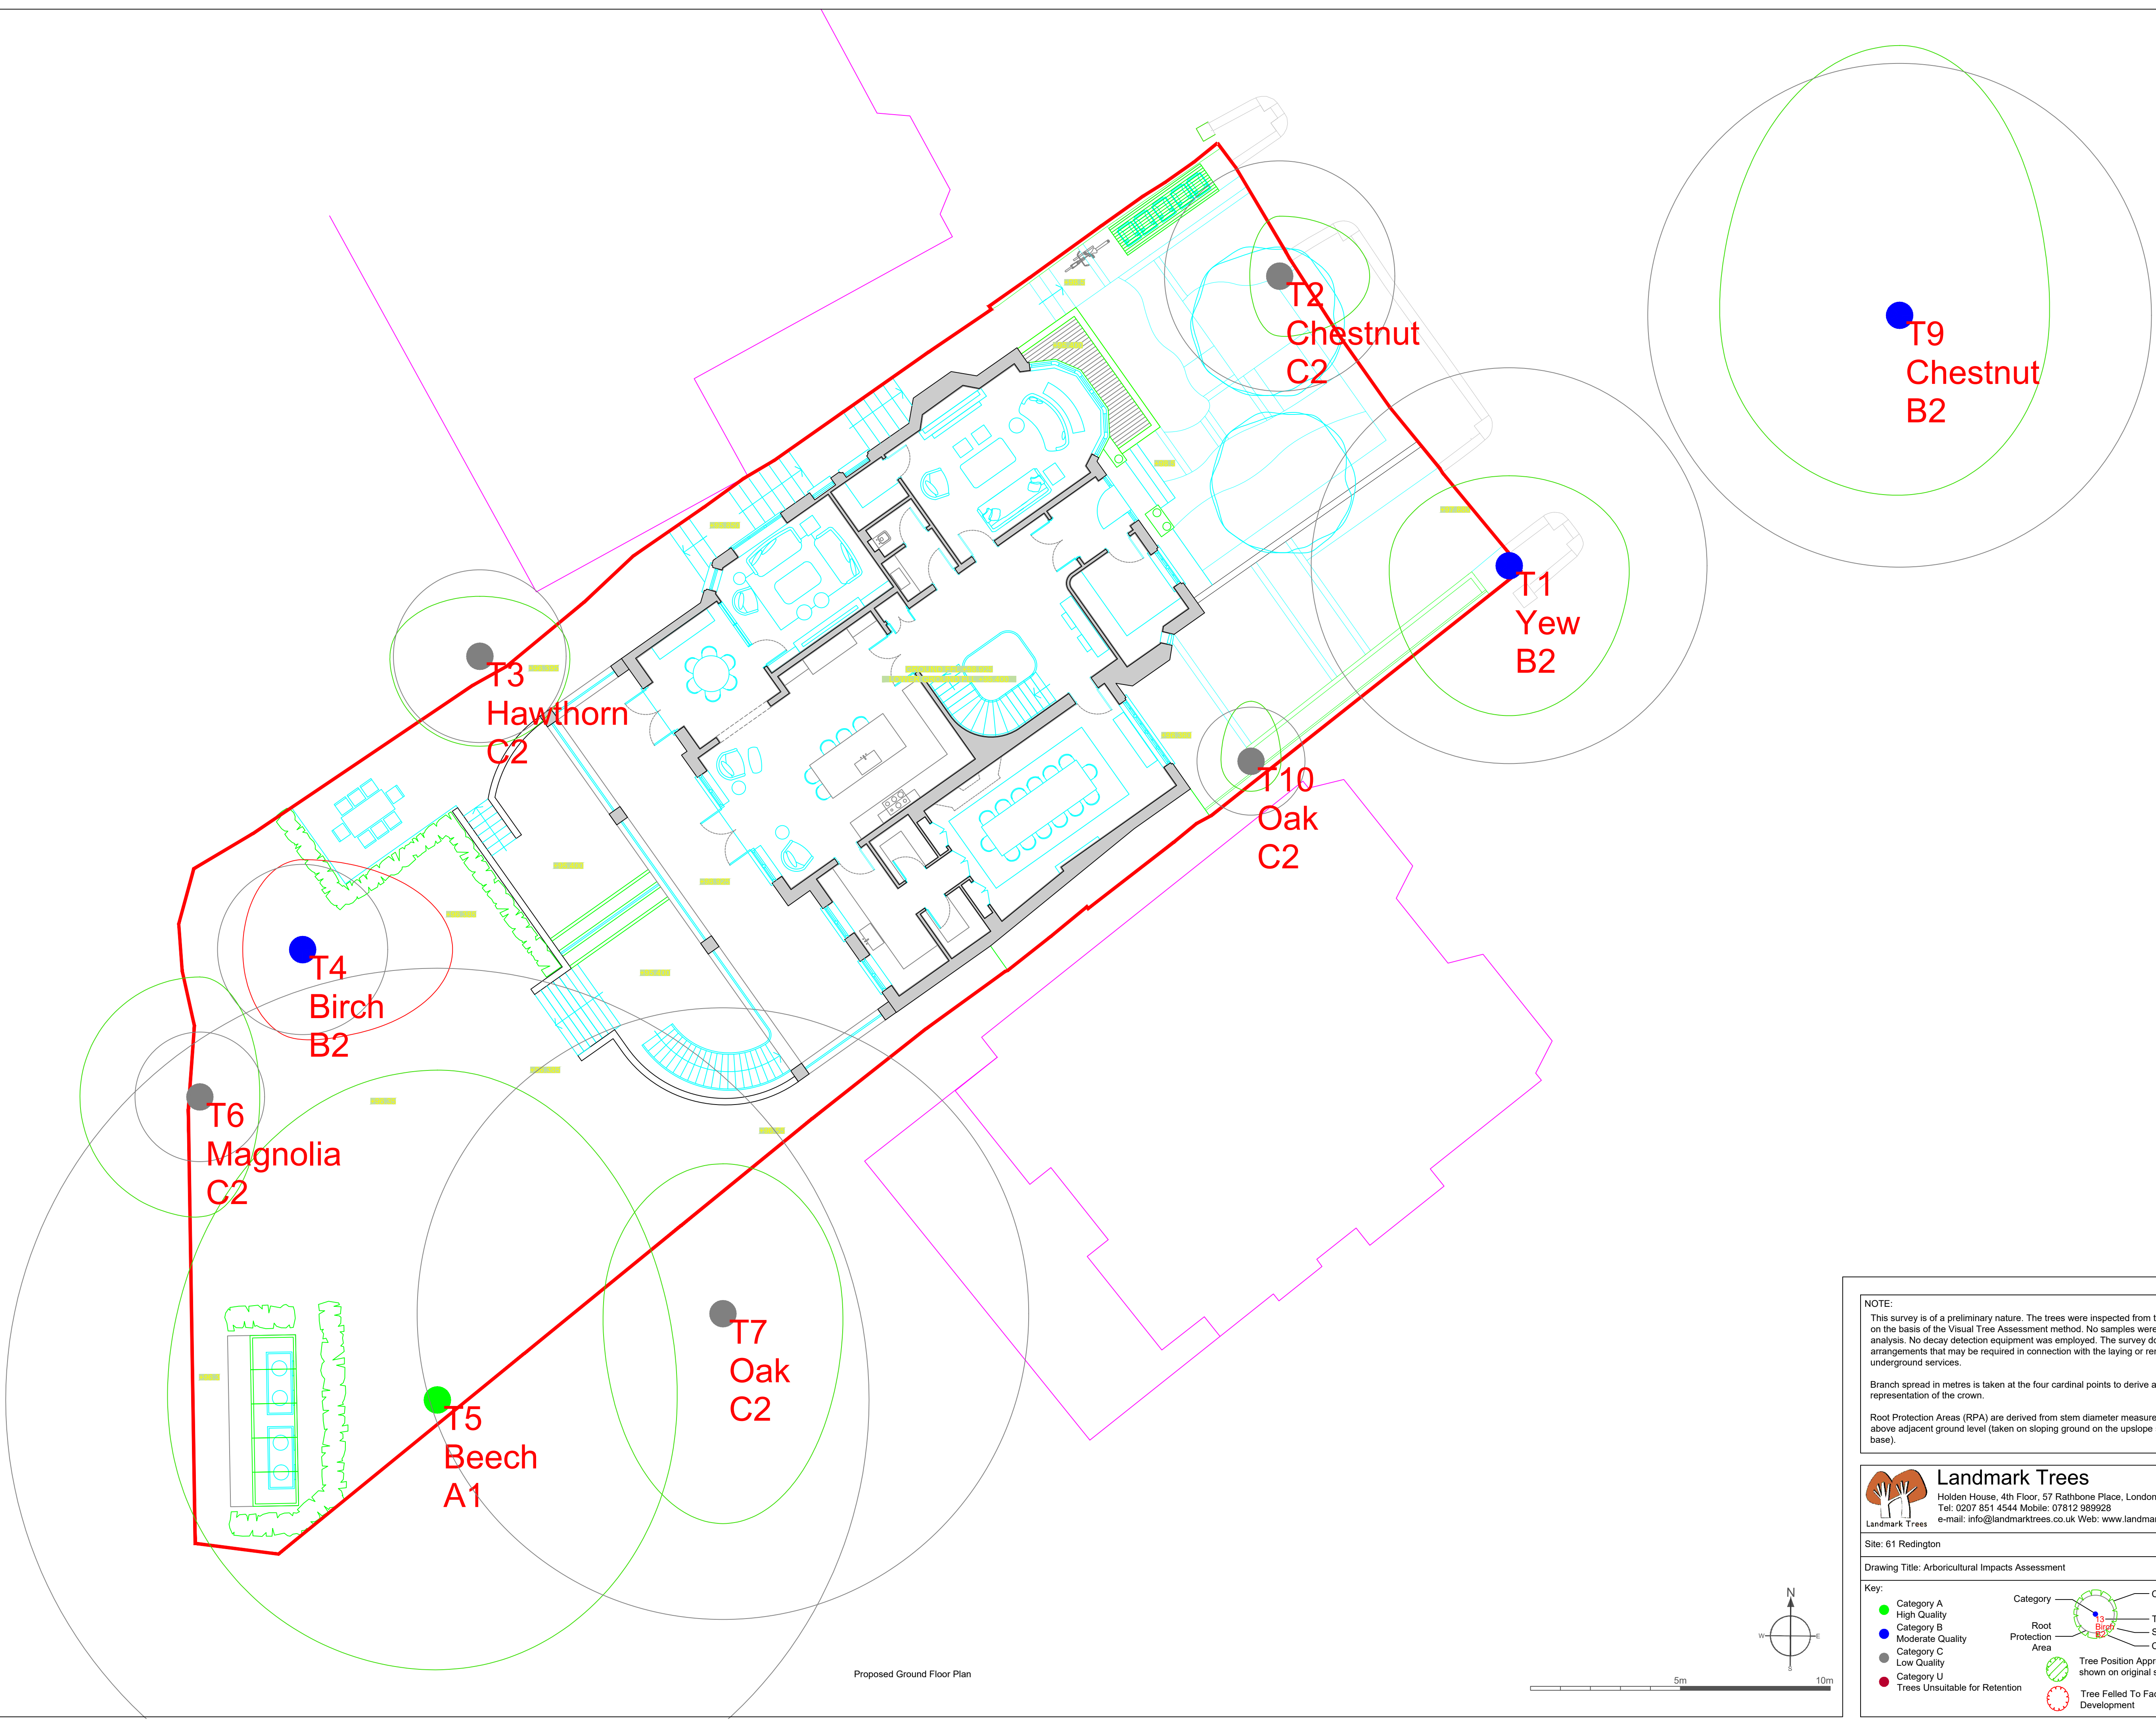 T2
Chestnut
C2
T9
Chestnut
B2
T1
Yew
B2
T3
Hawthorn
C2
T10
Oak
C2
T4
Birch
B2
T6
Magnolia
C2
T7
Oak
C2
T5
Beech
A1
Proposed Ground Floor Plan
N
W
E
S
5m
10m
NOTE:
This survey is of a preliminary nature. The trees were inspected from
on the basis of the Visual Tree Assessment method. No samples were
analysis. No decay detection equipment was employed. The survey
arrangements that may be required in connection with the laying or
underground services.
Branch spread in metres is taken at the four cardinal points to derive
representation of the crown.
Root Protection Areas (RPA) are derived from stem diameter
above adjacent ground level (taken on sloping ground on the upslope
base).
Landmark Trees
Landmark Trees
Holden House, 4th Floor, 57 Rathbone Place, London
Tel: 0207 851 4544 Mobile: 07812 989928
e-mail: info@landmarktrees.co.uk Web:
Site: 61 Redington
Drawing Title: Arboricultural Impacts Assessment
Key:
Category A
High Quality
Category B
Moderate Quality
Category C
Low Quality
Category U
Trees Unsuitable for Retention
Category
Root
Protection
Area
Birch
B2
Tree Position
shown on original
Tree Felled To
Development